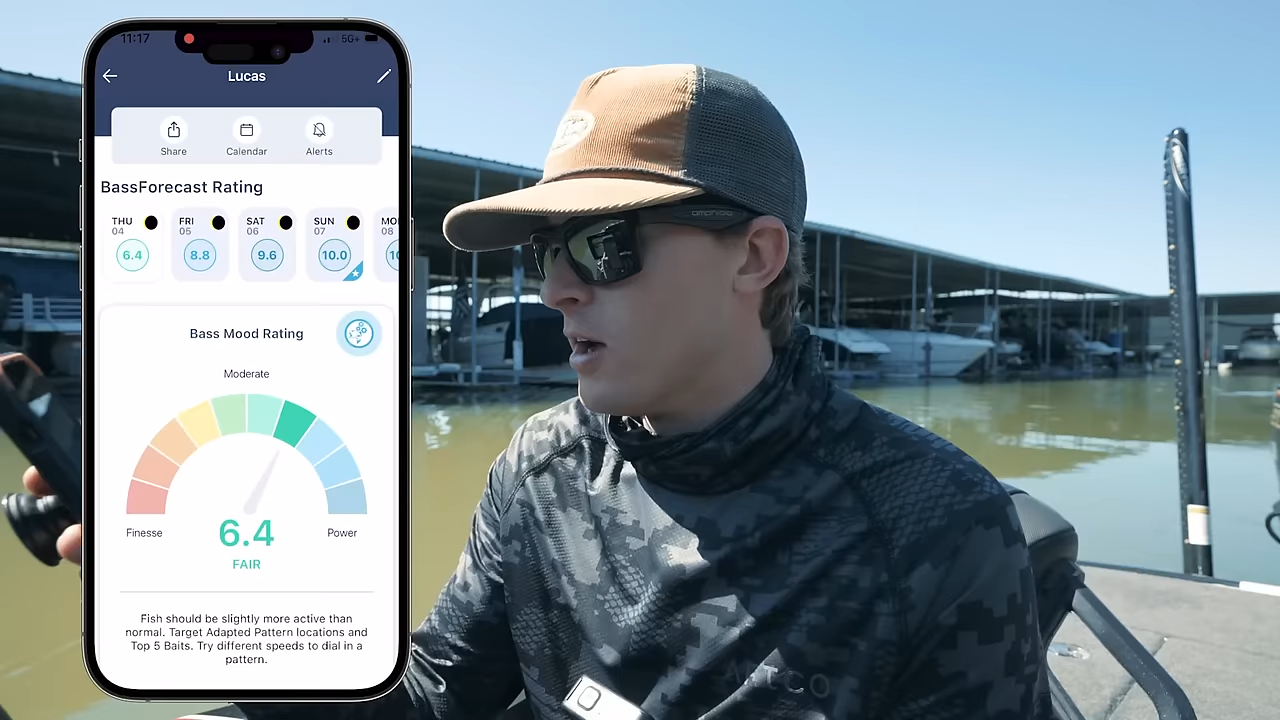 11:17
5G+
Lucas
Share
Calendar
Alerts
BassForecast Rating
THU
04
6.4
FRI
05
8.8
SAT
06
9.6
SUN
07
10.0
08
Bass Mood Rating
Moderate
Finesse
Power
6.4
FAIR
Fish should be slightly more active than
normal. Target Adapted Pattern locations and
Top 5 Baits. Try different speeds to dial in a
pattern.
AFTCO